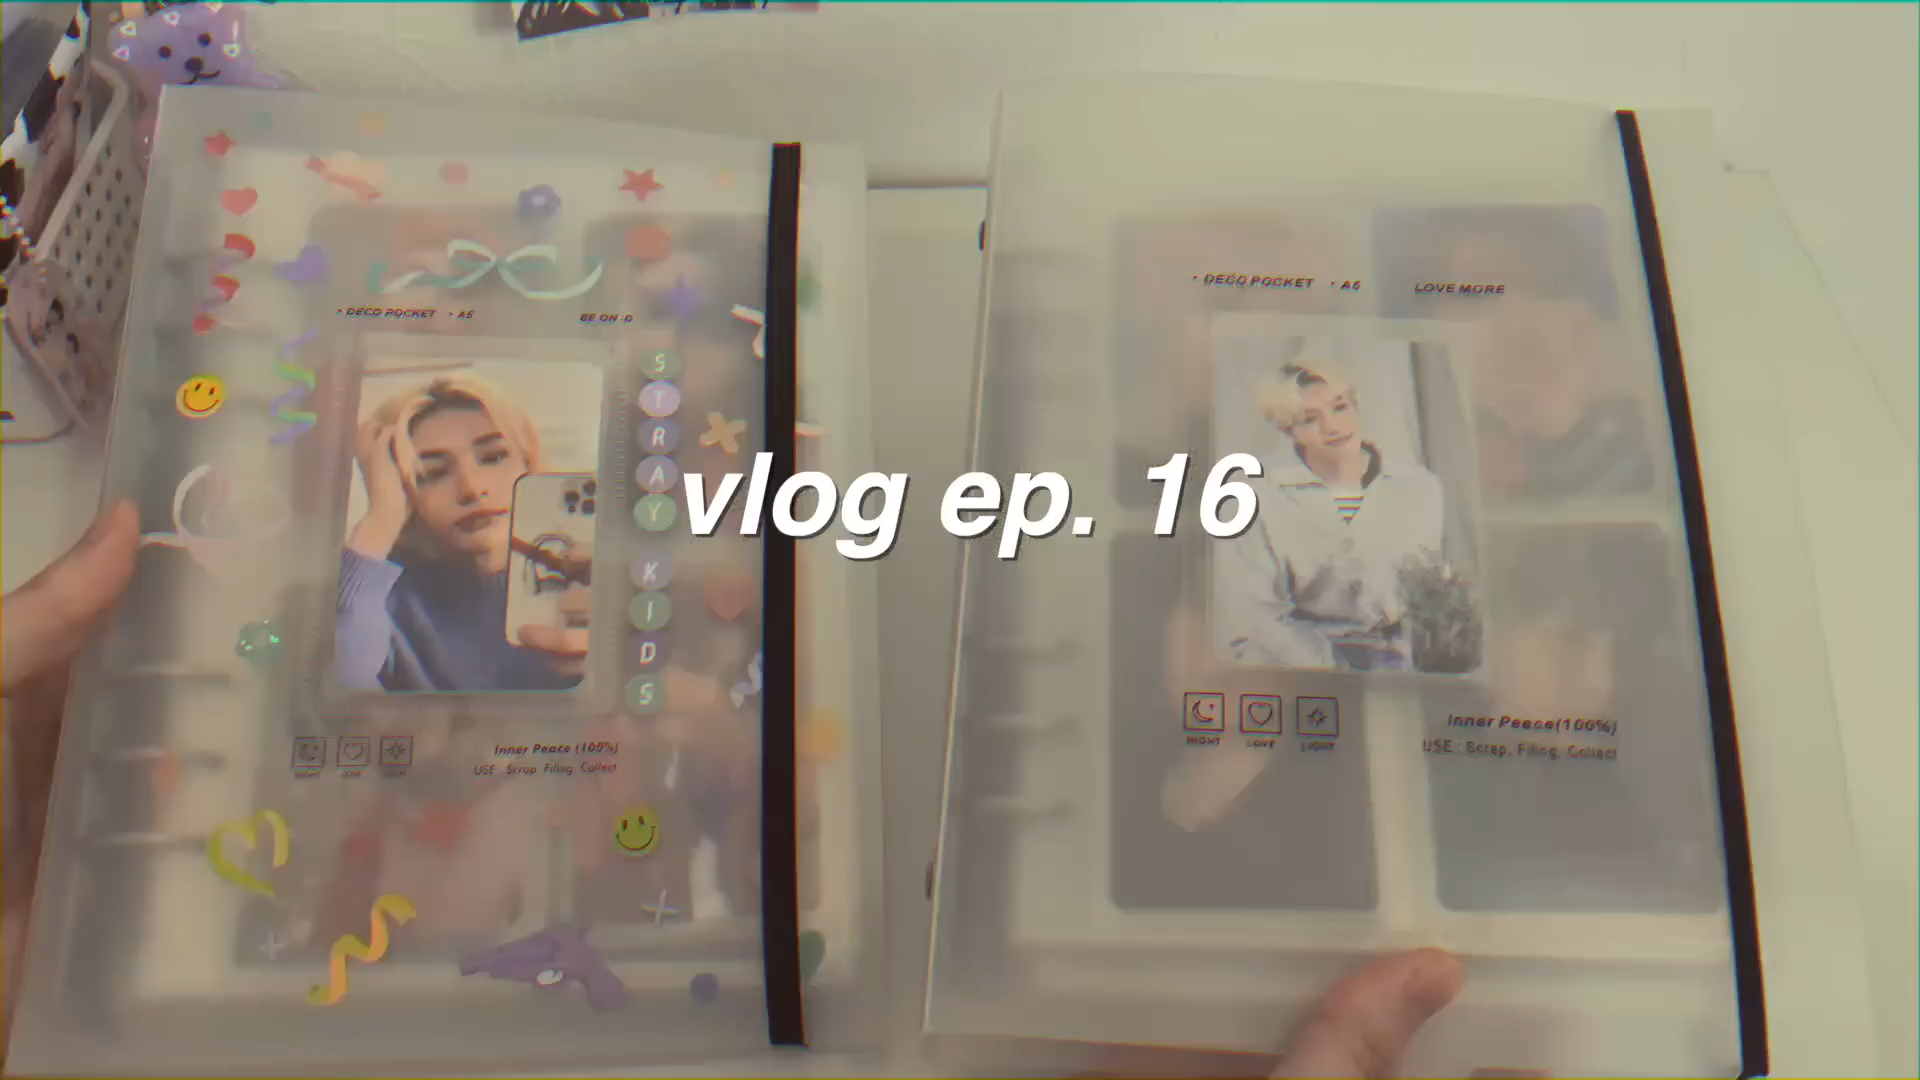 • DECO POCKET • A5 BE ON :D
S
T
R
A
Y
K
I
D
S
Inner Peace (100%)
USE : Scrap, Filing, Collect
vlog ep. 16
• DECO POCKET • A5 LOVE MORE
NIGHT LOVE LIGHT
Inner Peace(100%)
USE : Scrap, Filing, Collect